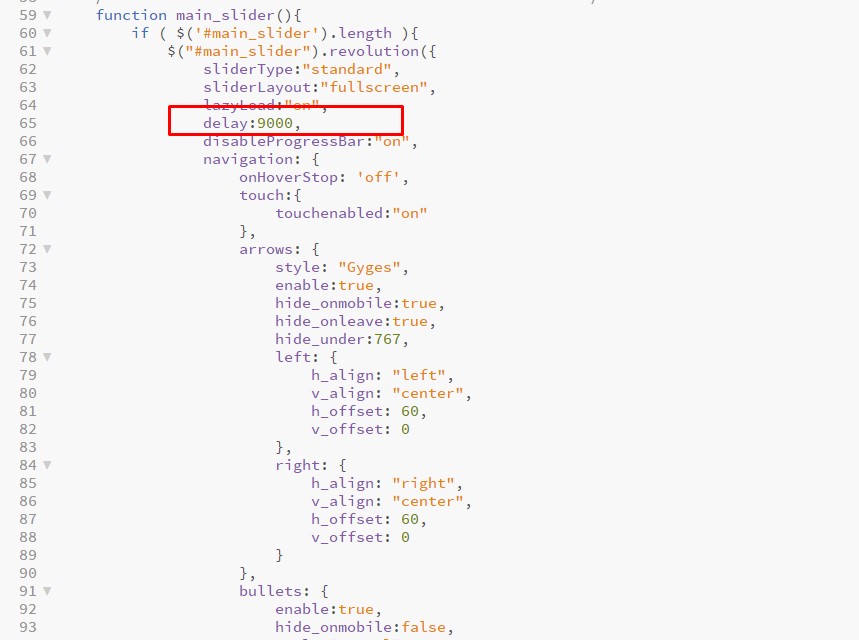 59 function main_slider(){
60 if ( $('#main_slider').length ){
61 $("#main_slider").revolution({
62 sliderType:"standard",
63 sliderLayout:"fullscreen",
64 lazyLoad:"on",
65 delay:9000,
66 disableProgressBar:"on",
67 navigation: {
68 onHoverStop: 'off',
69 touch:{
70 touchenabled:"on"
71 },
72 arrows: {
73 style: "Gyges",
74 enable:true,
75 hide_onmobile:true,
76 hide_onleave:true,
77 hide_under:767,
78 left: {
79 h_align: "left",
80 v_align: "center",
81 h_offset: 60,
82 v_offset: 0
83 },
84 right: {
85 h_align: "right",
86 v_align: "center",
87 h_offset: 60,
88 v_offset: 0
89 }
90 },
91 bullets: {
92 enable:true,
93 hide_onmobile:false,